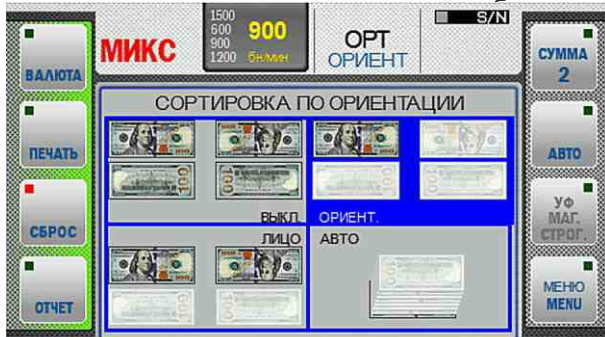 1500
600
900
1200
900
бн/мин
МИКС
ОРТ
ОРИЕНТ
S/N
ВАЛЮТА
ПЕЧАТЬ
СБРОС
ОТЧЕТ
СОРТИРОВКА ПО ОРИЕНТАЦИИ
ВЫКЛ.
ОРИЕНТ.
ЛИЦО
АВТО
СУММА
2
АВТО
УФ
МАГ.
СТРОГ.
МЕНЮ
MENU